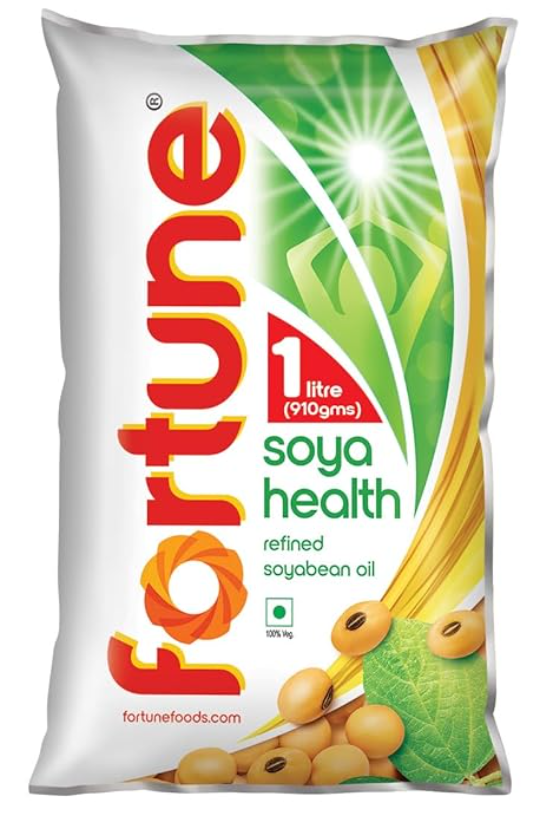 fortune®
1
litre
(910gms)
soya
health
refined
soyabean oil
100% Veg.
fortunefoods.com